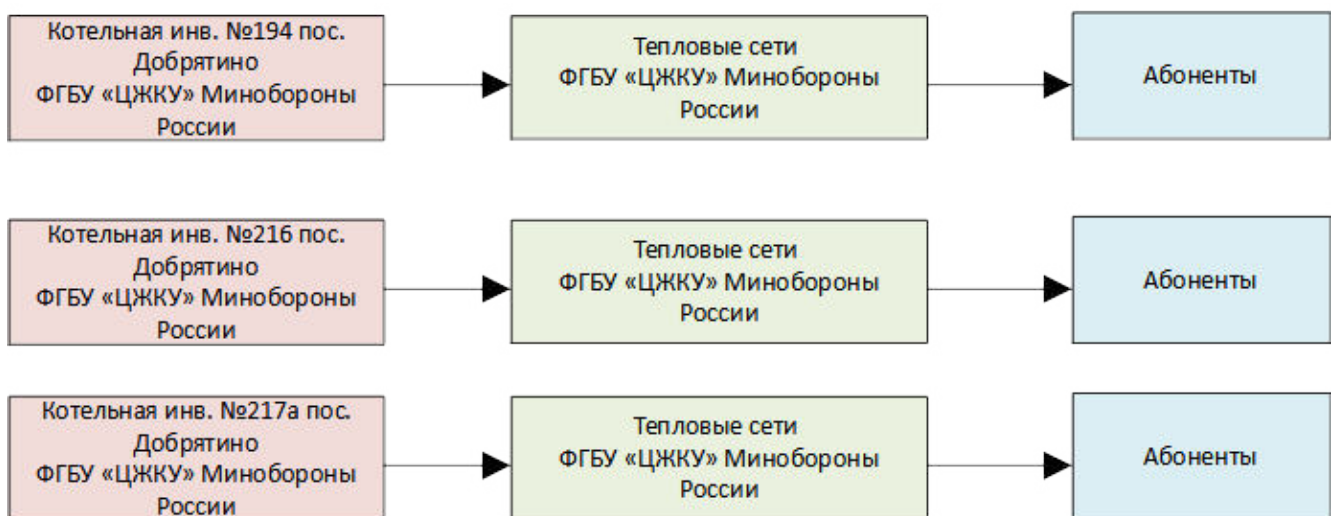 Котельная инв. №194 пос.
Добрятино
ФГБУ «ЦЖКУ» Минобороны
России
Тепловые сети
ФГБУ «ЦЖКУ» Минобороны
России
Абоненты
Котельная инв. №216 пос.
Добрятино
ФГБУ «ЦЖКУ» Минобороны
России
Тепловые сети
ФГБУ «ЦЖКУ» Минобороны
России
Абоненты
Котельная инв. №217а пос.
Добрятино
ФГБУ «ЦЖКУ» Минобороны
России
Тепловые сети
ФГБУ «ЦЖКУ» Минобороны
России
Абоненты